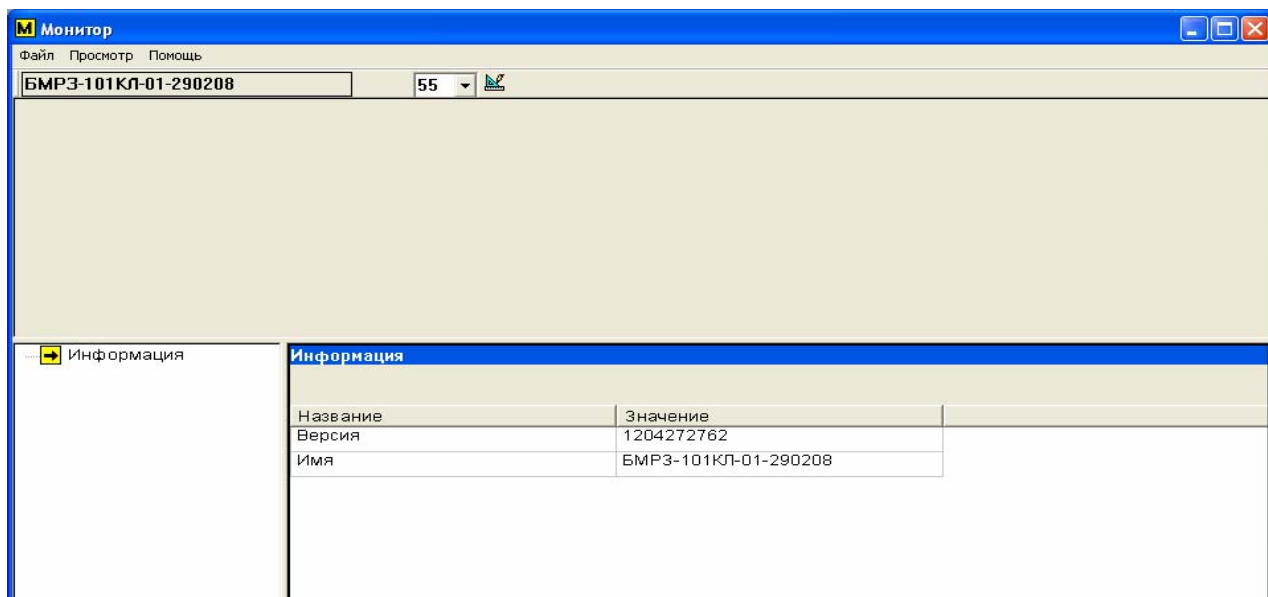 Монитор
Файл Просмотр Помощь
БМРЗ-101КЛ-01-290208 55
Информация
Информация
Название Значение
Версия 1204272762
Имя БМРЗ-101КЛ-01-290208